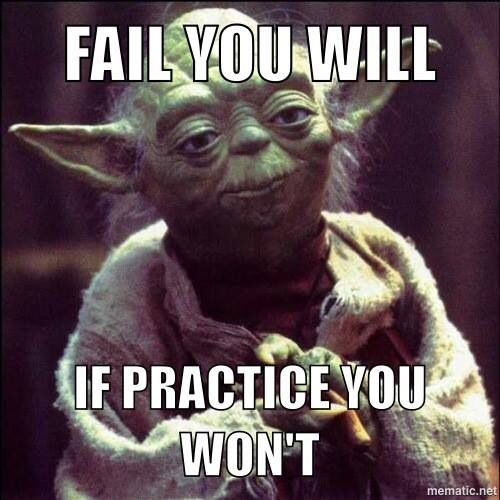 FAIL YOU WILL
IF PRACTICE YOU
WON'T
mematic.net